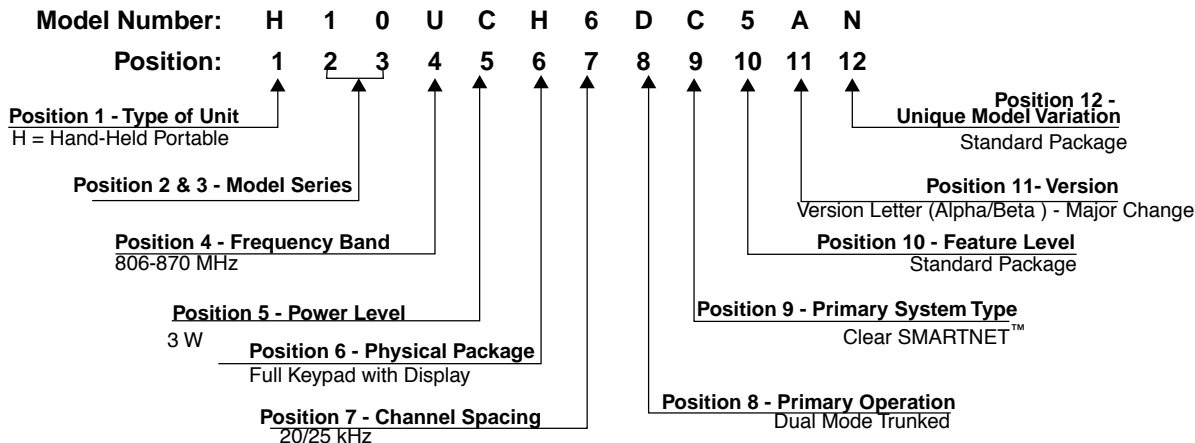 Model Number: H 1 0 U C H 6 D C 5 A N
Position: 1 2 3 4 5 6 7 8 9 10 11 12
Position 1 - Type of Unit
H = Hand-Held Portable
Position 2 & 3 - Model Series
Position 4 - Frequency Band
806-870 MHz
Position 5 - Power Level
3 W
Position 6 - Physical Package
Full Keypad with Display
Position 7 - Channel Spacing
20/25 kHz
Position 12 -
Unique Model Variation
Standard Package
Position 11- Version
Version Letter (Alpha/Beta ) - Major Change
Position 10 - Feature Level
Standard Package
Position 9 - Primary System Type
Clear SMARTNET™
Position 8 - Primary Operation
Dual Mode Trunked